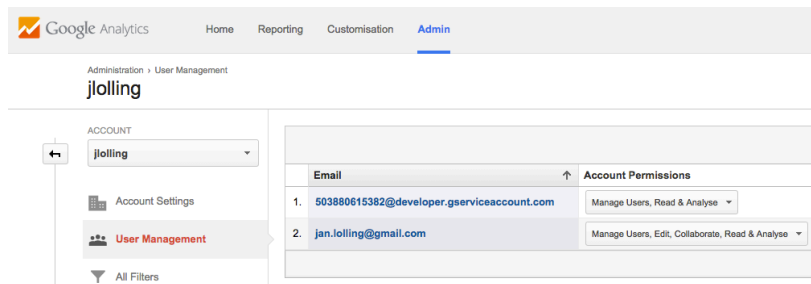 Google Analytics Home Reporting Customisation Admin
Administration › User Management
jlolling
ACCOUNT
jlolling
Account Settings
User Management
All Filters
Email Account Permissions
1. 503880615382@developer.gserviceaccount.com Manage Users, Read & Analyse
2. jan.lolling@gmail.com Manage Users, Edit, Collaborate, Read & Analyse